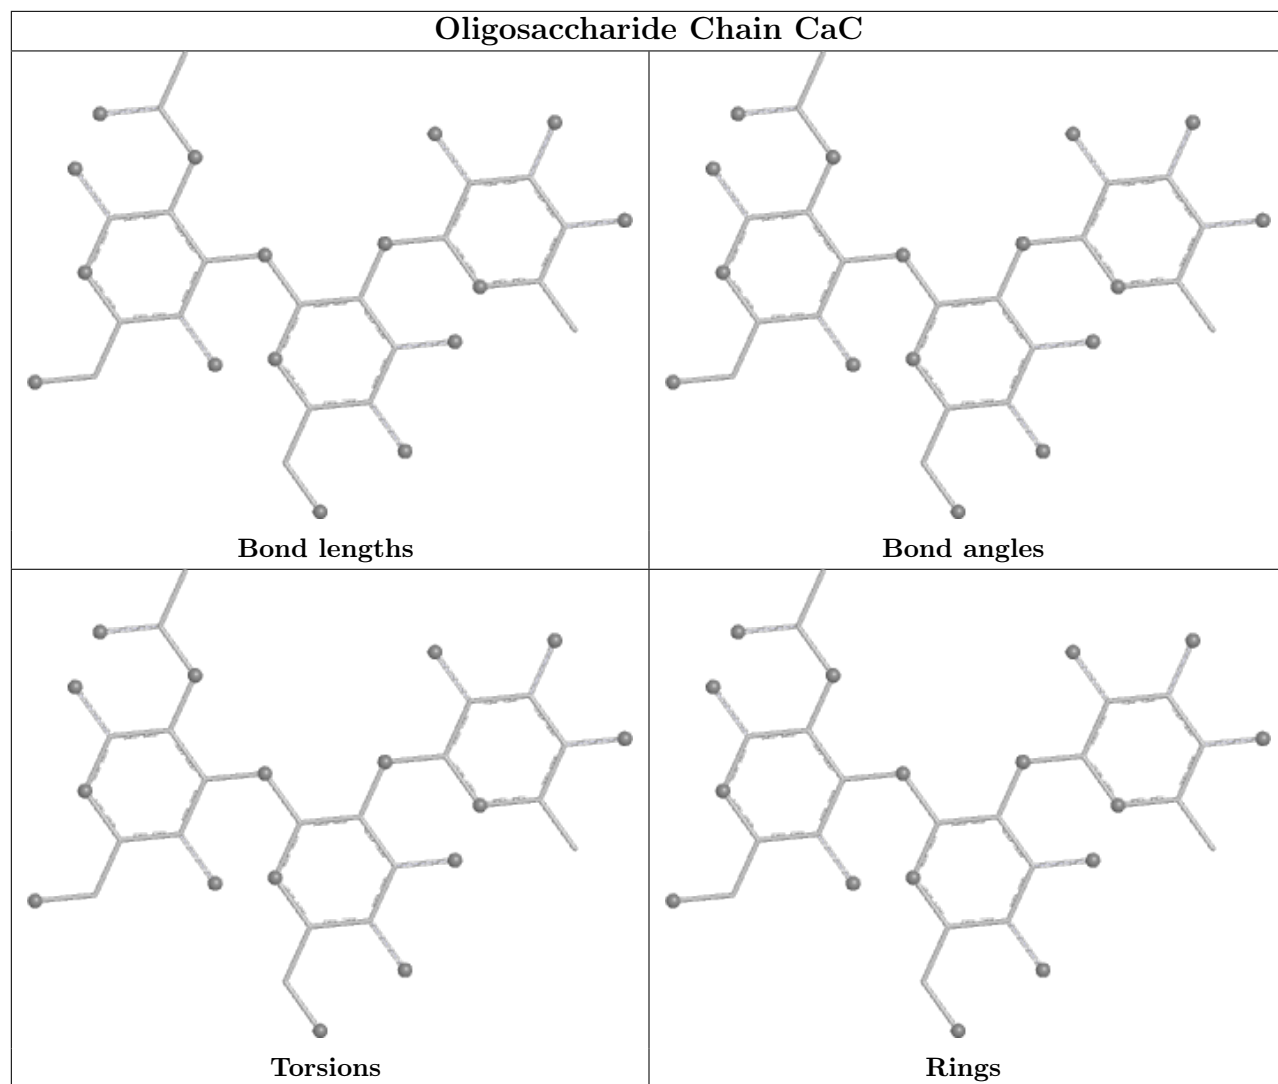 Oligosaccharide Chain CaC
Bond lengths
Bond angles
Torsions
Rings